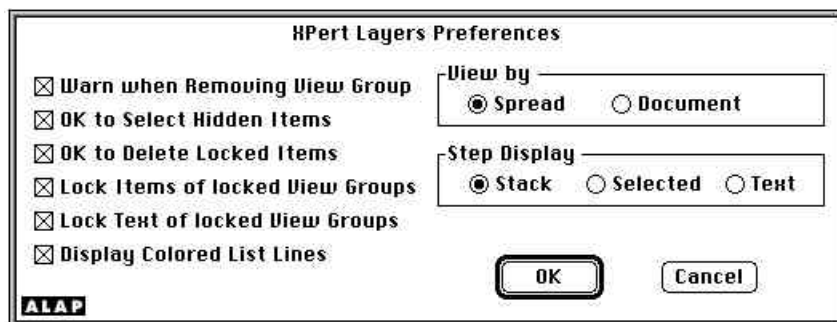 XPert Layers Preferences
Warn when Removing View Group
OK to Select Hidden Items
OK to Delete Locked Items
Lock Items of locked View Groups
Lock Text of locked View Groups
Display Colored List Lines
View by
Spread Document
Step Display
Stack Selected Text
OK Cancel
ALAP